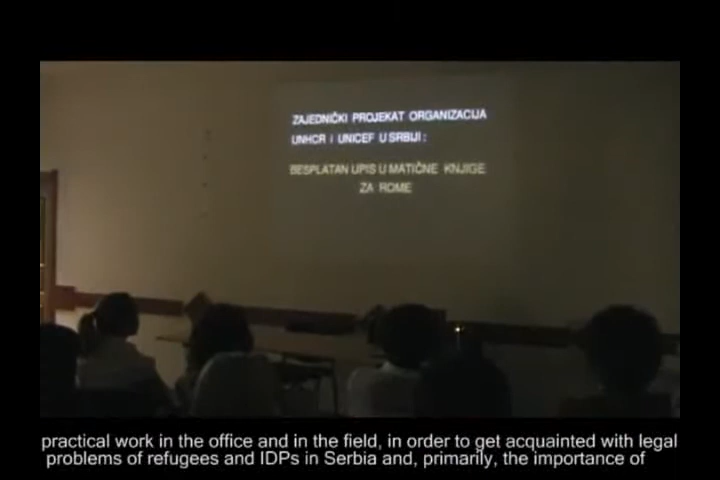 ZAJEDNIČKI PROJEKAT ORGANIZACIJA
UNHCR I UNICEF U SRBIJI :
BESPLATAN UPIS U MATIČNE KNJIGE
ZA ROME
practical work in the office and in the field, in order to get acquainted with legal
problems of refugees and IDPs in Serbia and, primarily, the importance of